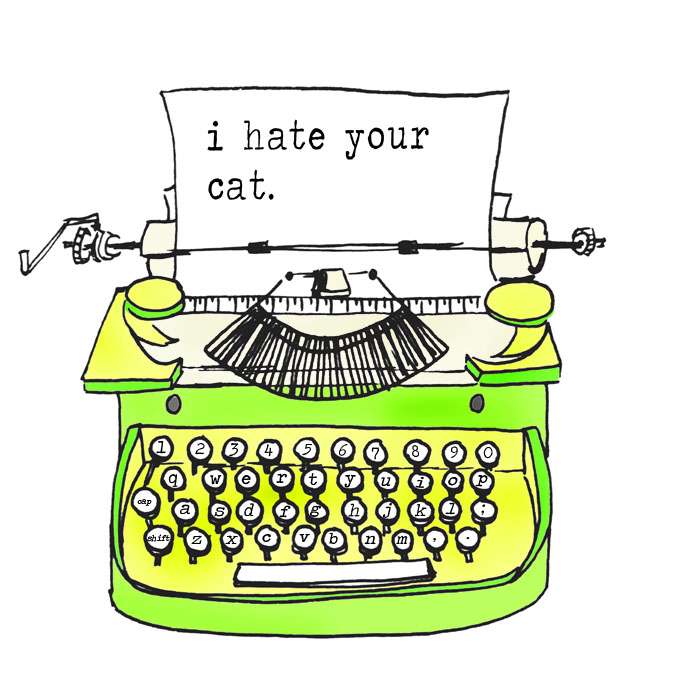 i hate your
cat.
1 2 3 4 5 6 7 8 9 0
q w e r t y u i o p
cap
a s d f g h j k l ;
shift z x c v b n m , .